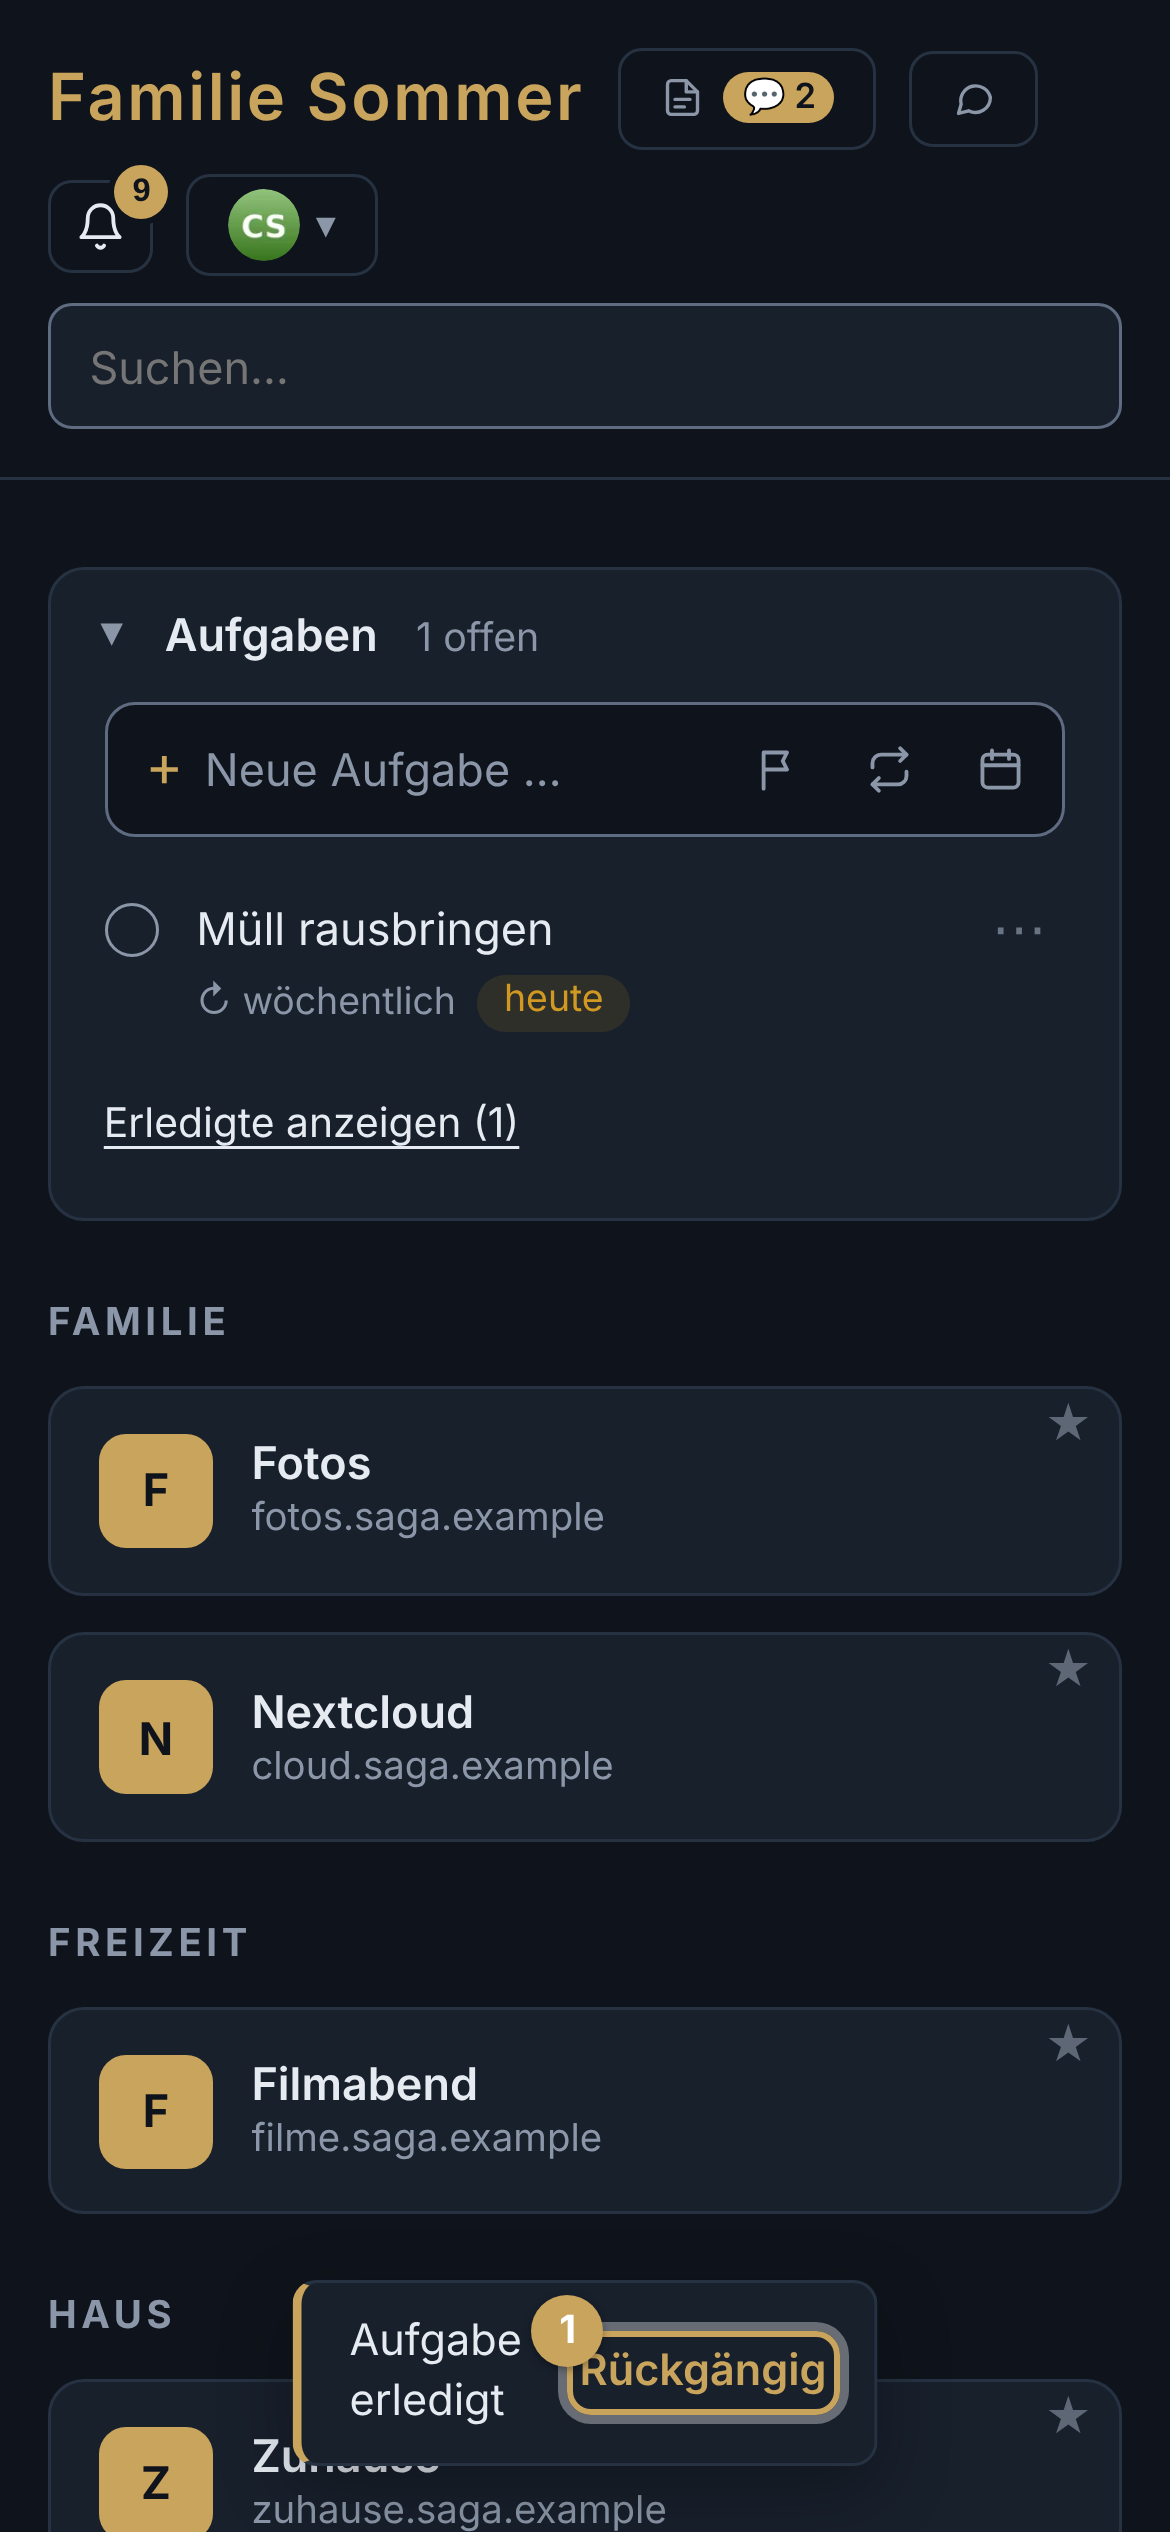 Familie Sommer
💬 2
9
CS ▼
Suchen...
▼ Aufgaben 1 offen
+ Neue Aufgabe ...
Müll rausbringen ···
↻ wöchentlich heute
Erledigte anzeigen (1)
FAMILIE
★
F
Fotos
fotos.saga.example
★
N
Nextcloud
cloud.saga.example
FREIZEIT
★
F
Filmabend
filme.saga.example
HAUS
Aufgabe
erledigt
1
Rückgängig
★
Z
Zuhause
zuhause.saga.example